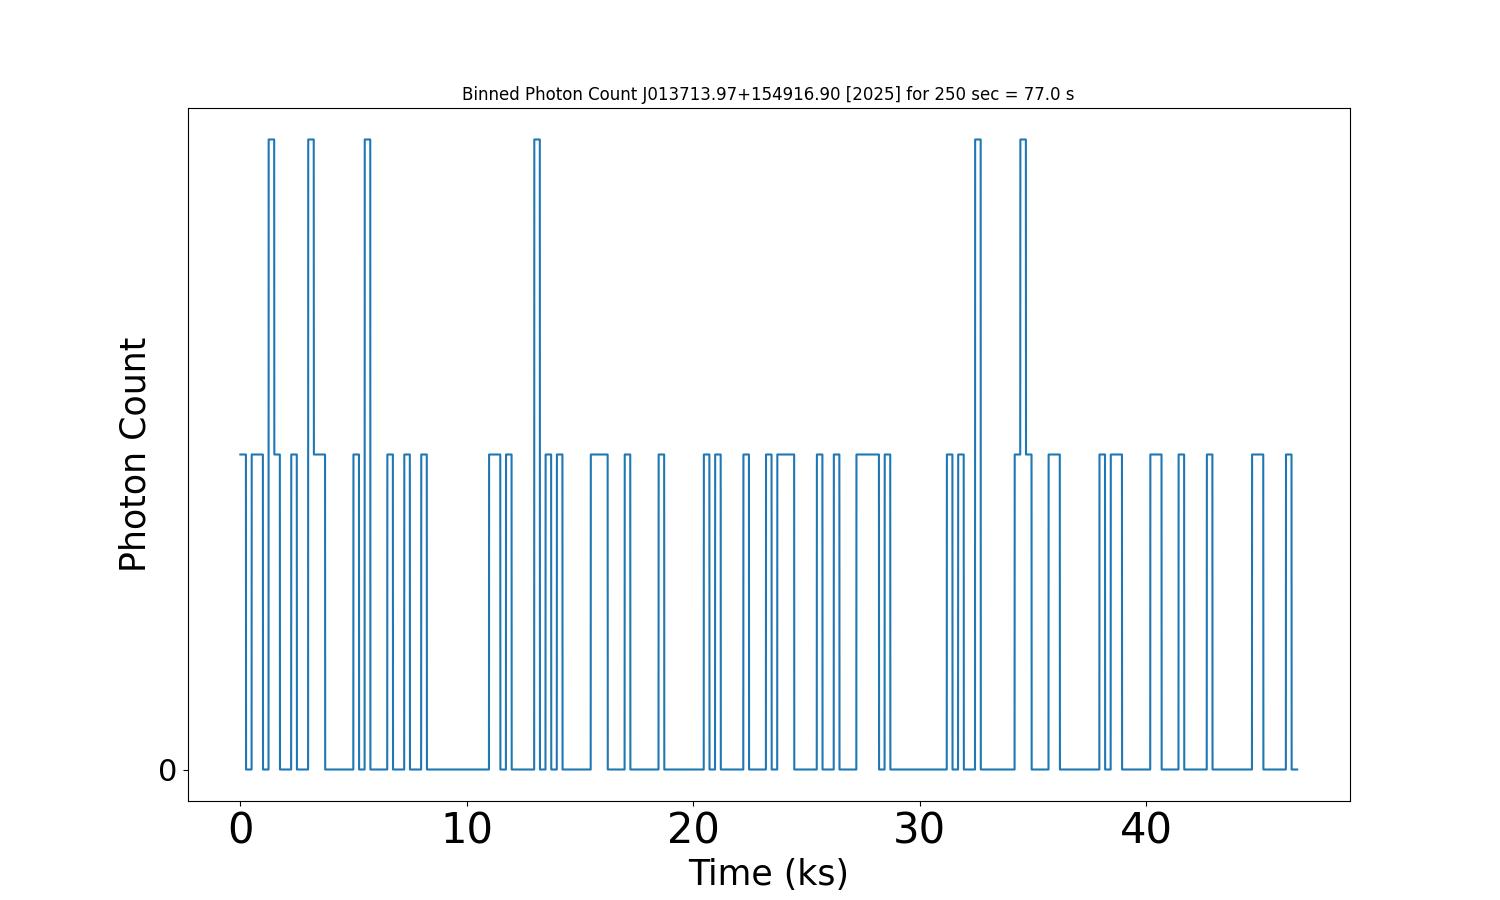 Binned Photon Count J013713.97+154916.90 [2025] for 250 sec = 77.0 s
Photon Count
0
0 10 20 30 40
Time (ks)